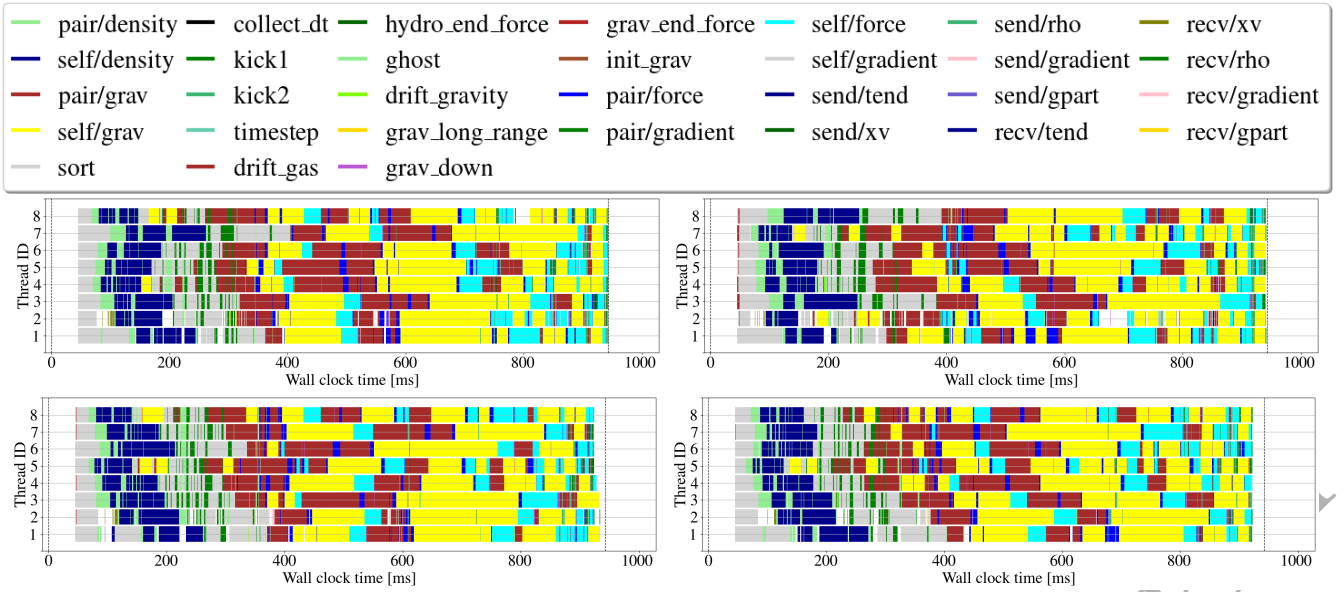 pair/density collect_dt hydro_end_force grav_end_force self/force send/rho recv/xv
self/density kick1 ghost init_grav self/gradient send/gradient recv/rho
pair/grav kick2 drift_gravity pair/force send/tend send/gpart recv/gradient
self/grav timestep grav_long_range pair/gradient send/xv recv/tend recv/gpart
sort drift_gas grav_down
Thread ID
8
7
6
5
4
3
2
1
0 200 400 600 800 1000
Wall clock time [ms]
Thread ID
8
7
6
5
4
3
2
1
0 200 400 600 800 1000
Wall clock time [ms]
Thread ID
8
7
6
5
4
3
2
1
0 200 400 600 800 1000
Wall clock time [ms]
Thread ID
8
7
6
5
4
3
2
1
0 200 400 600 800 1000
Wall clock time [ms]